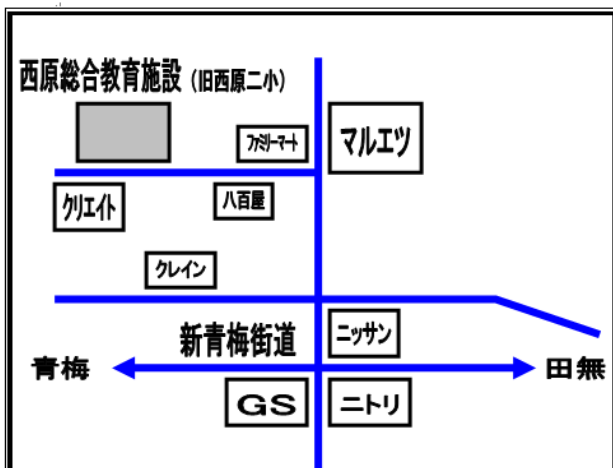 西原総合教育施設（旧西原二小）
ファミリーマート
マルエツ
クリエイト
八百屋
クレイン
新青梅街道
ニッサン
青梅
田無
GS
ニトリ